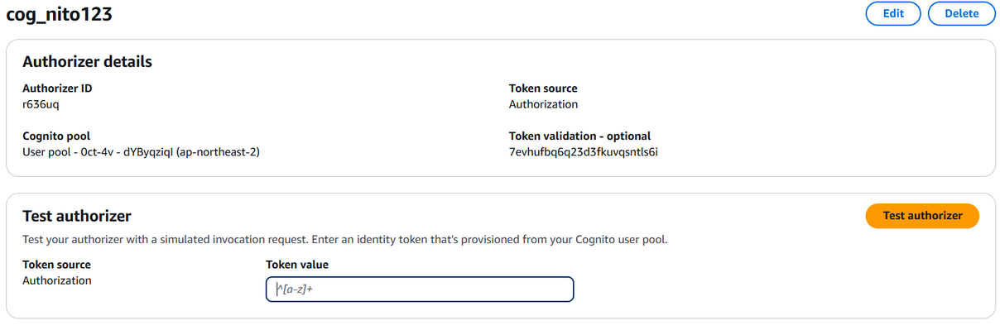 cog_nito123
Edit
Delete
Authorizer details
Authorizer ID
r636uq
Token source
Authorization
Cognito pool
User pool - 0ct-4v - dYByqziqI (ap-northeast-2)
Token validation - optional
7evhufbq6q23d3fkuvqsntls6i
Test authorizer
Test authorizer
Test your authorizer with a simulated invocation request. Enter an identity token that's provisioned from your Cognito user pool.
Token source
Authorization
Token value
^[a-z]+